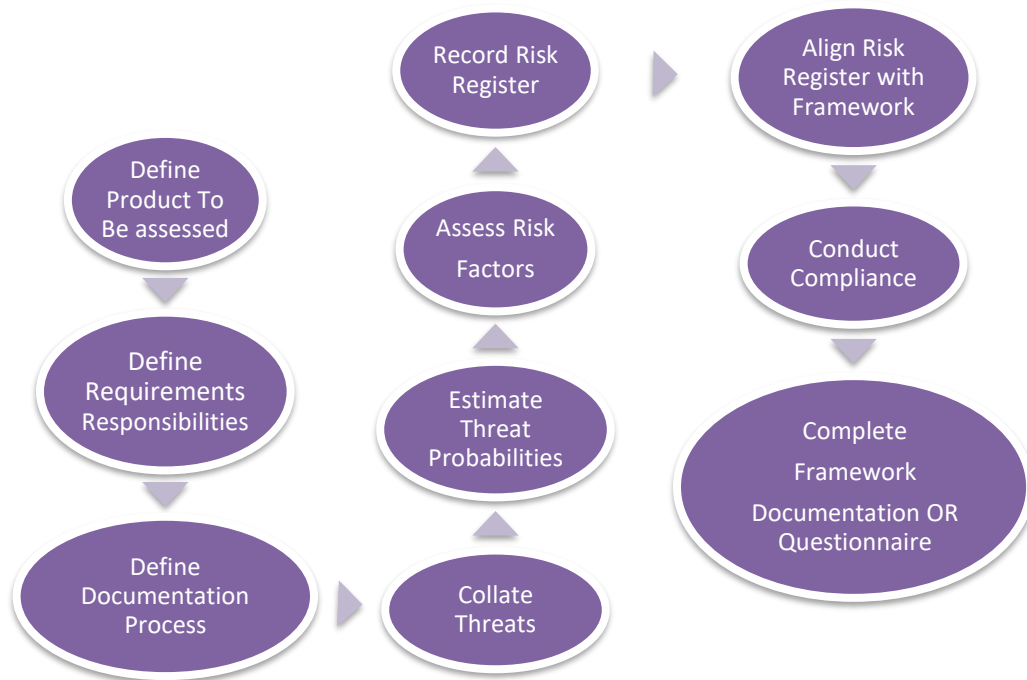 Define
Product To
Be assessed
Define
Requirements
Responsibilities
Define
Documentation
Process
Collate
Threats
Estimate
Threat
Probabilities
Assess Risk
Factors
Record Risk
Register
Align Risk
Register with
Framework
Conduct
Compliance
Complete
Framework
Documentation OR
Questionnaire